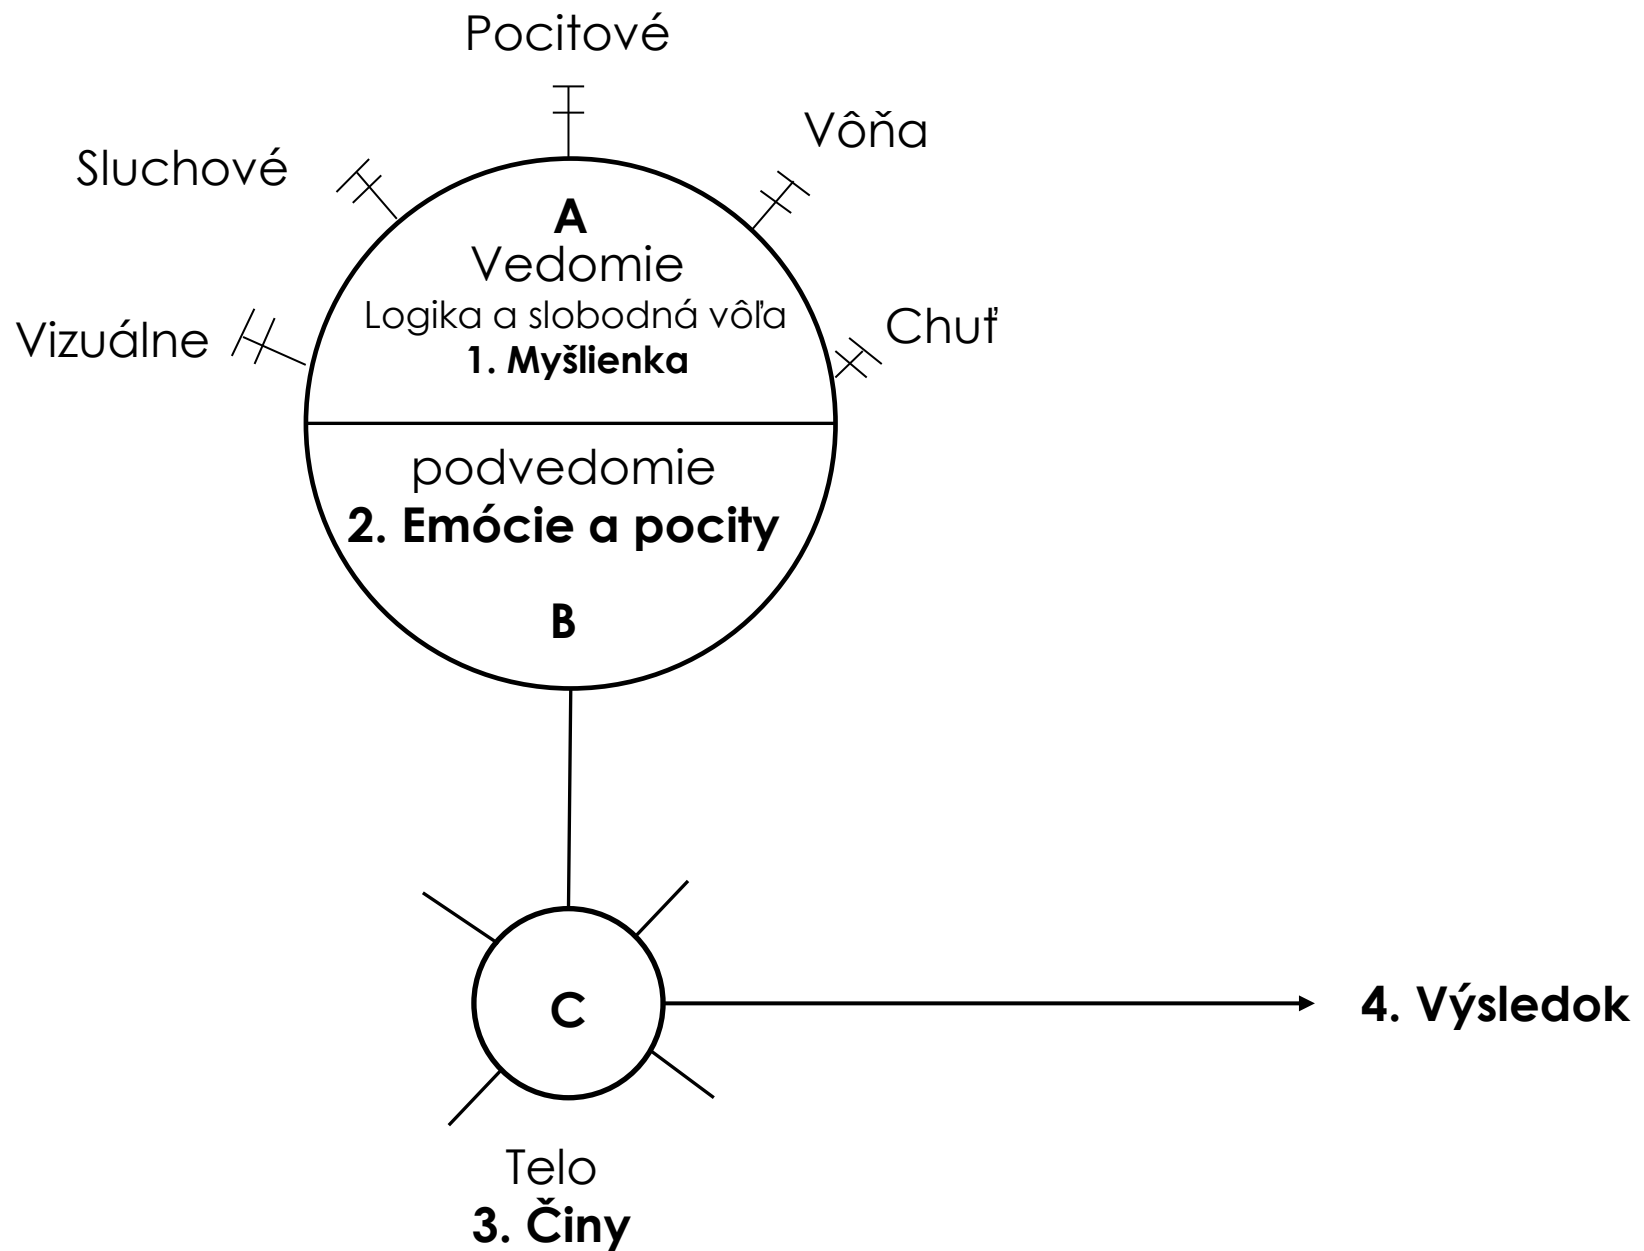 Pocitové
Vôňa
Sluchové
Vizuálne
Chuť
A
Vedomie
Logika a slobodná vôľa
1. Myšlienka
podvedomie
2. Emócie a pocity
B
C
4. Výsledok
Telo
3. Činy